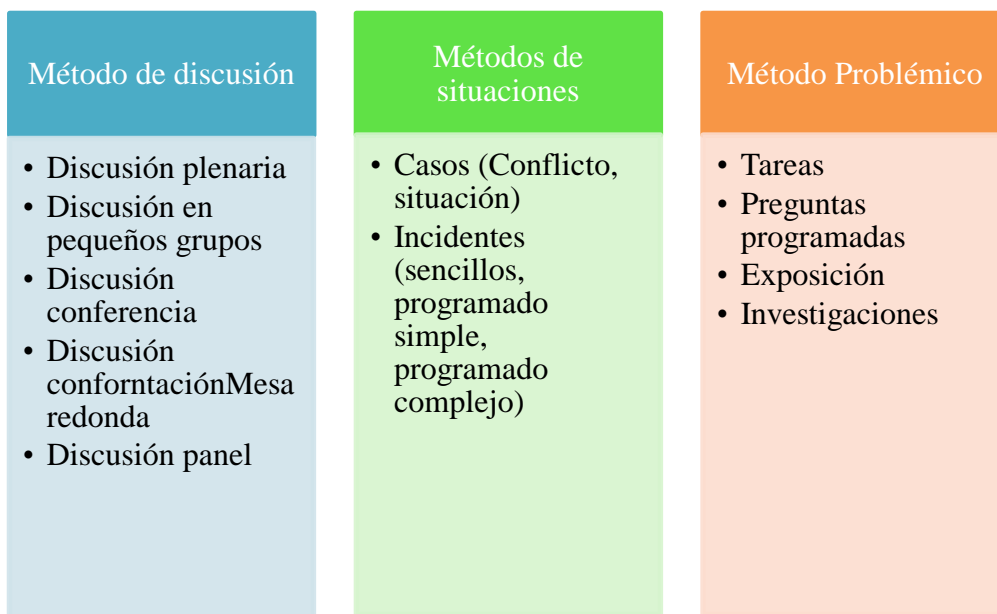 Método de discusión
• Discusión plenaria
• Discusión en
pequeños grupos
• Discusión
conferencia
• Discusión
conforntaciónMesa
redonda
• Discusión panel
Métodos de
situaciones
• Casos (Conflicto,
situación)
• Incidentes
(sencillos,
programado
simple,
programado
complejo)
Método Problémico
• Tareas
• Preguntas
programadas
• Exposición
• Investigaciones